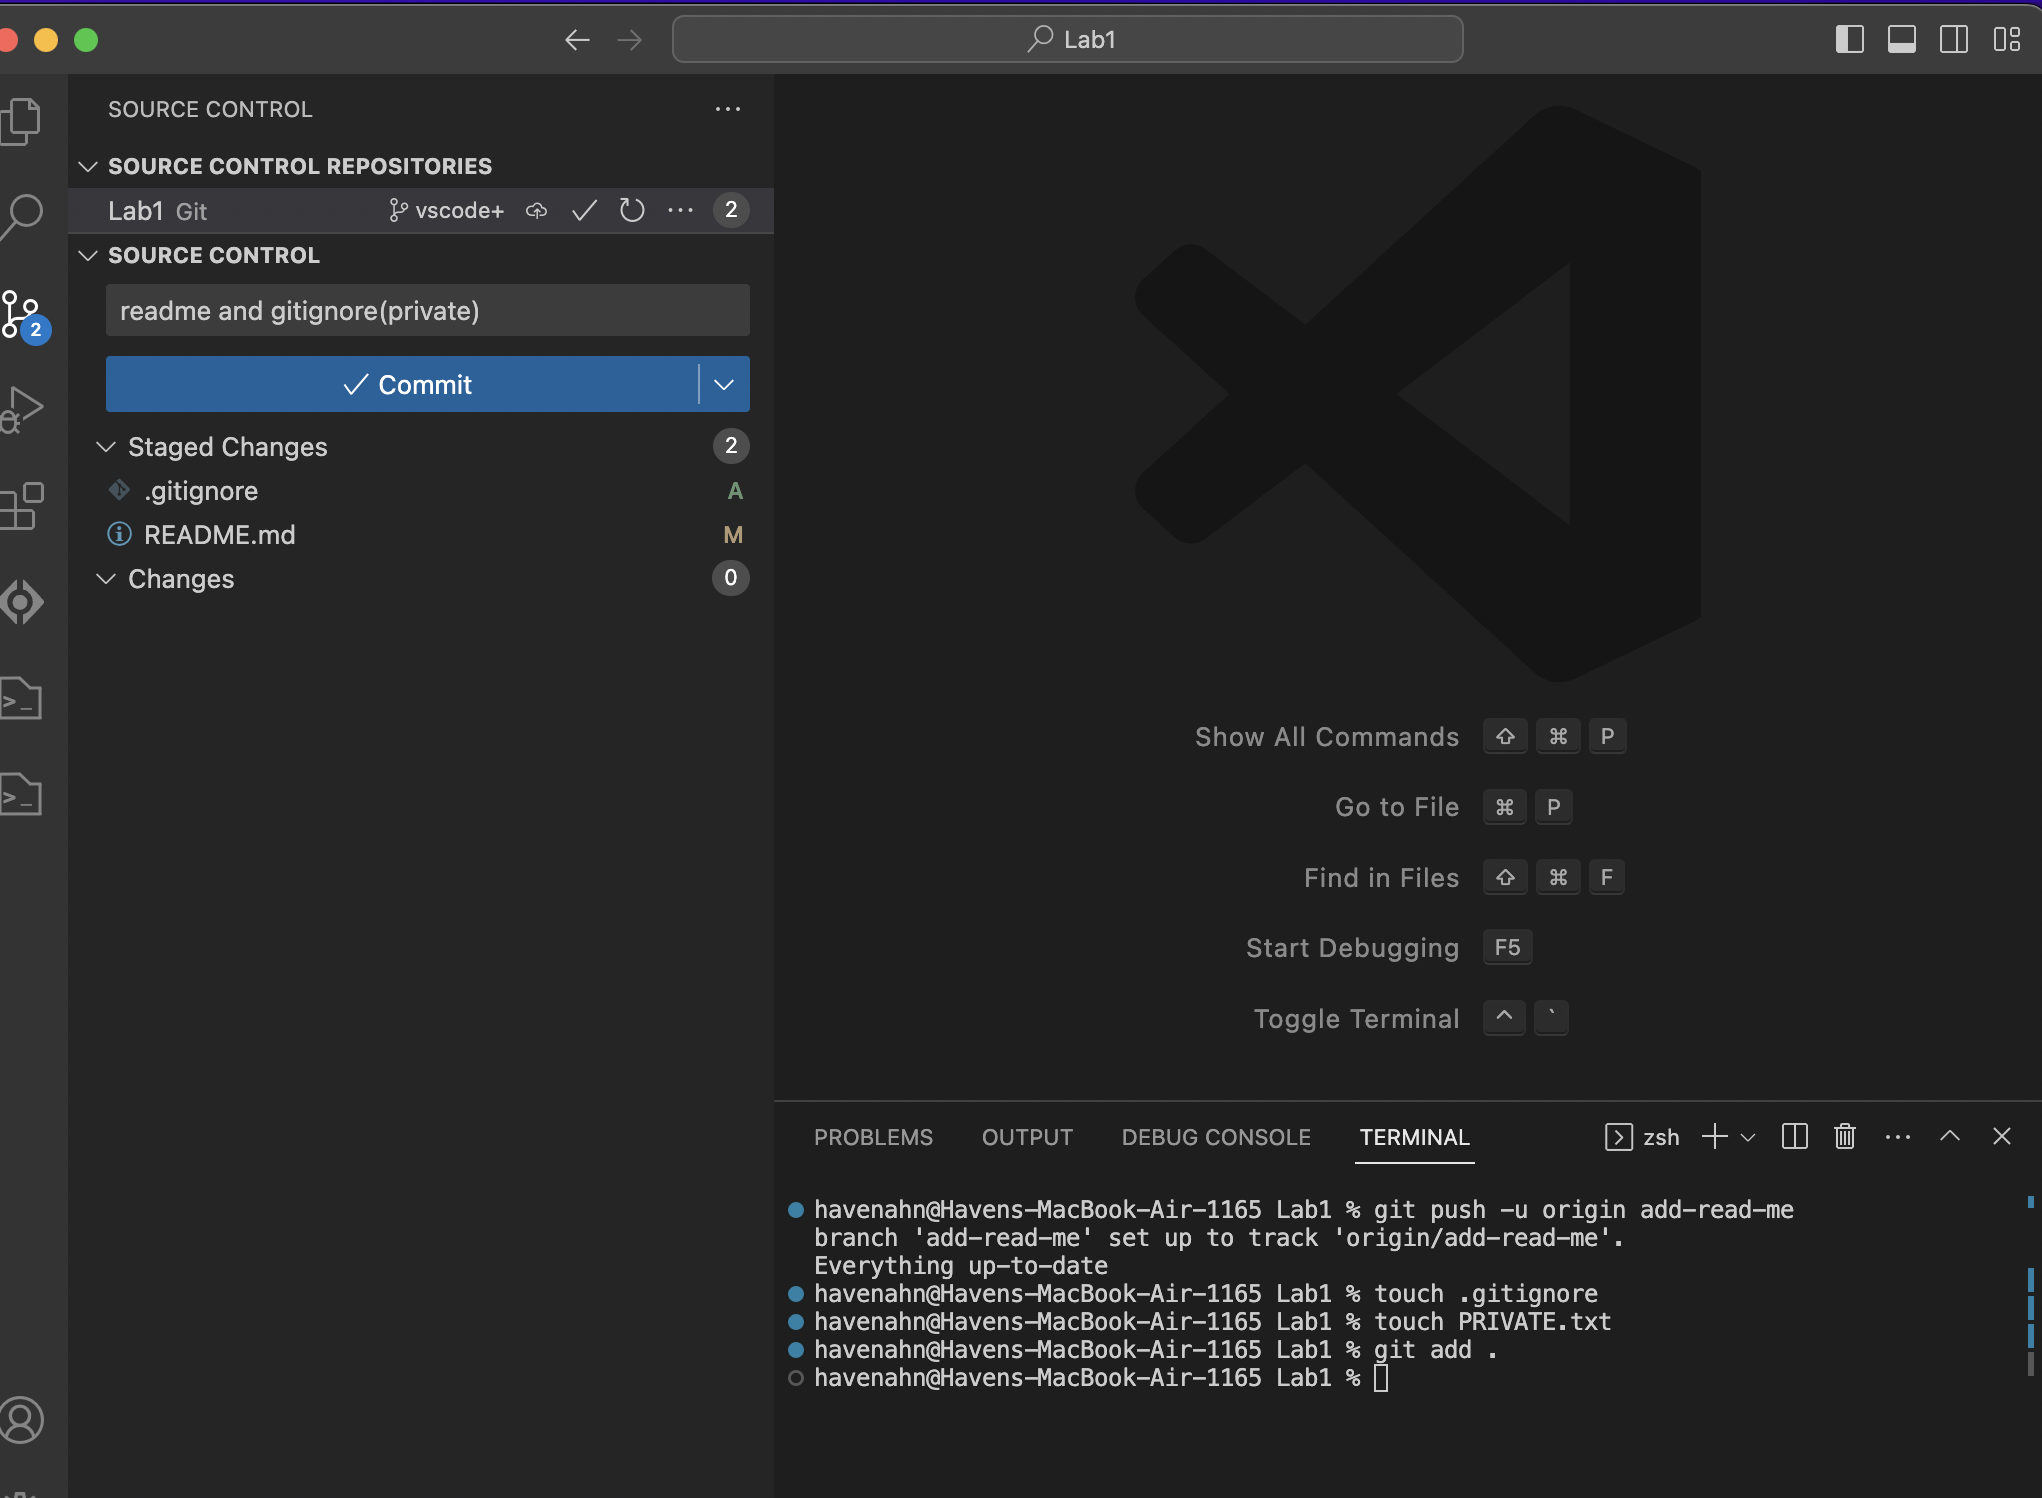 Lab1
SOURCE CONTROL
SOURCE CONTROL REPOSITORIES
Lab1 Git vscode+ 2
SOURCE CONTROL
readme and gitignore(private)
2
Commit
Staged Changes 2
.gitignore A
README.md M
Changes 0
Show All Commands ⇧ ⌘ P
Go to File ⌘ P
Find in Files ⇧ ⌘ F
Start Debugging F5
Toggle Terminal ^ `
PROBLEMS OUTPUT DEBUG CONSOLE TERMINAL zsh
havenahn@Havens-MacBook-Air-1165 Lab1 % git push -u origin add-read-me
branch 'add-read-me' set up to track 'origin/add-read-me'.
Everything up-to-date
havenahn@Havens-MacBook-Air-1165 Lab1 % touch .gitignore
havenahn@Havens-MacBook-Air-1165 Lab1 % touch PRIVATE.txt
havenahn@Havens-MacBook-Air-1165 Lab1 % git add .
havenahn@Havens-MacBook-Air-1165 Lab1 %